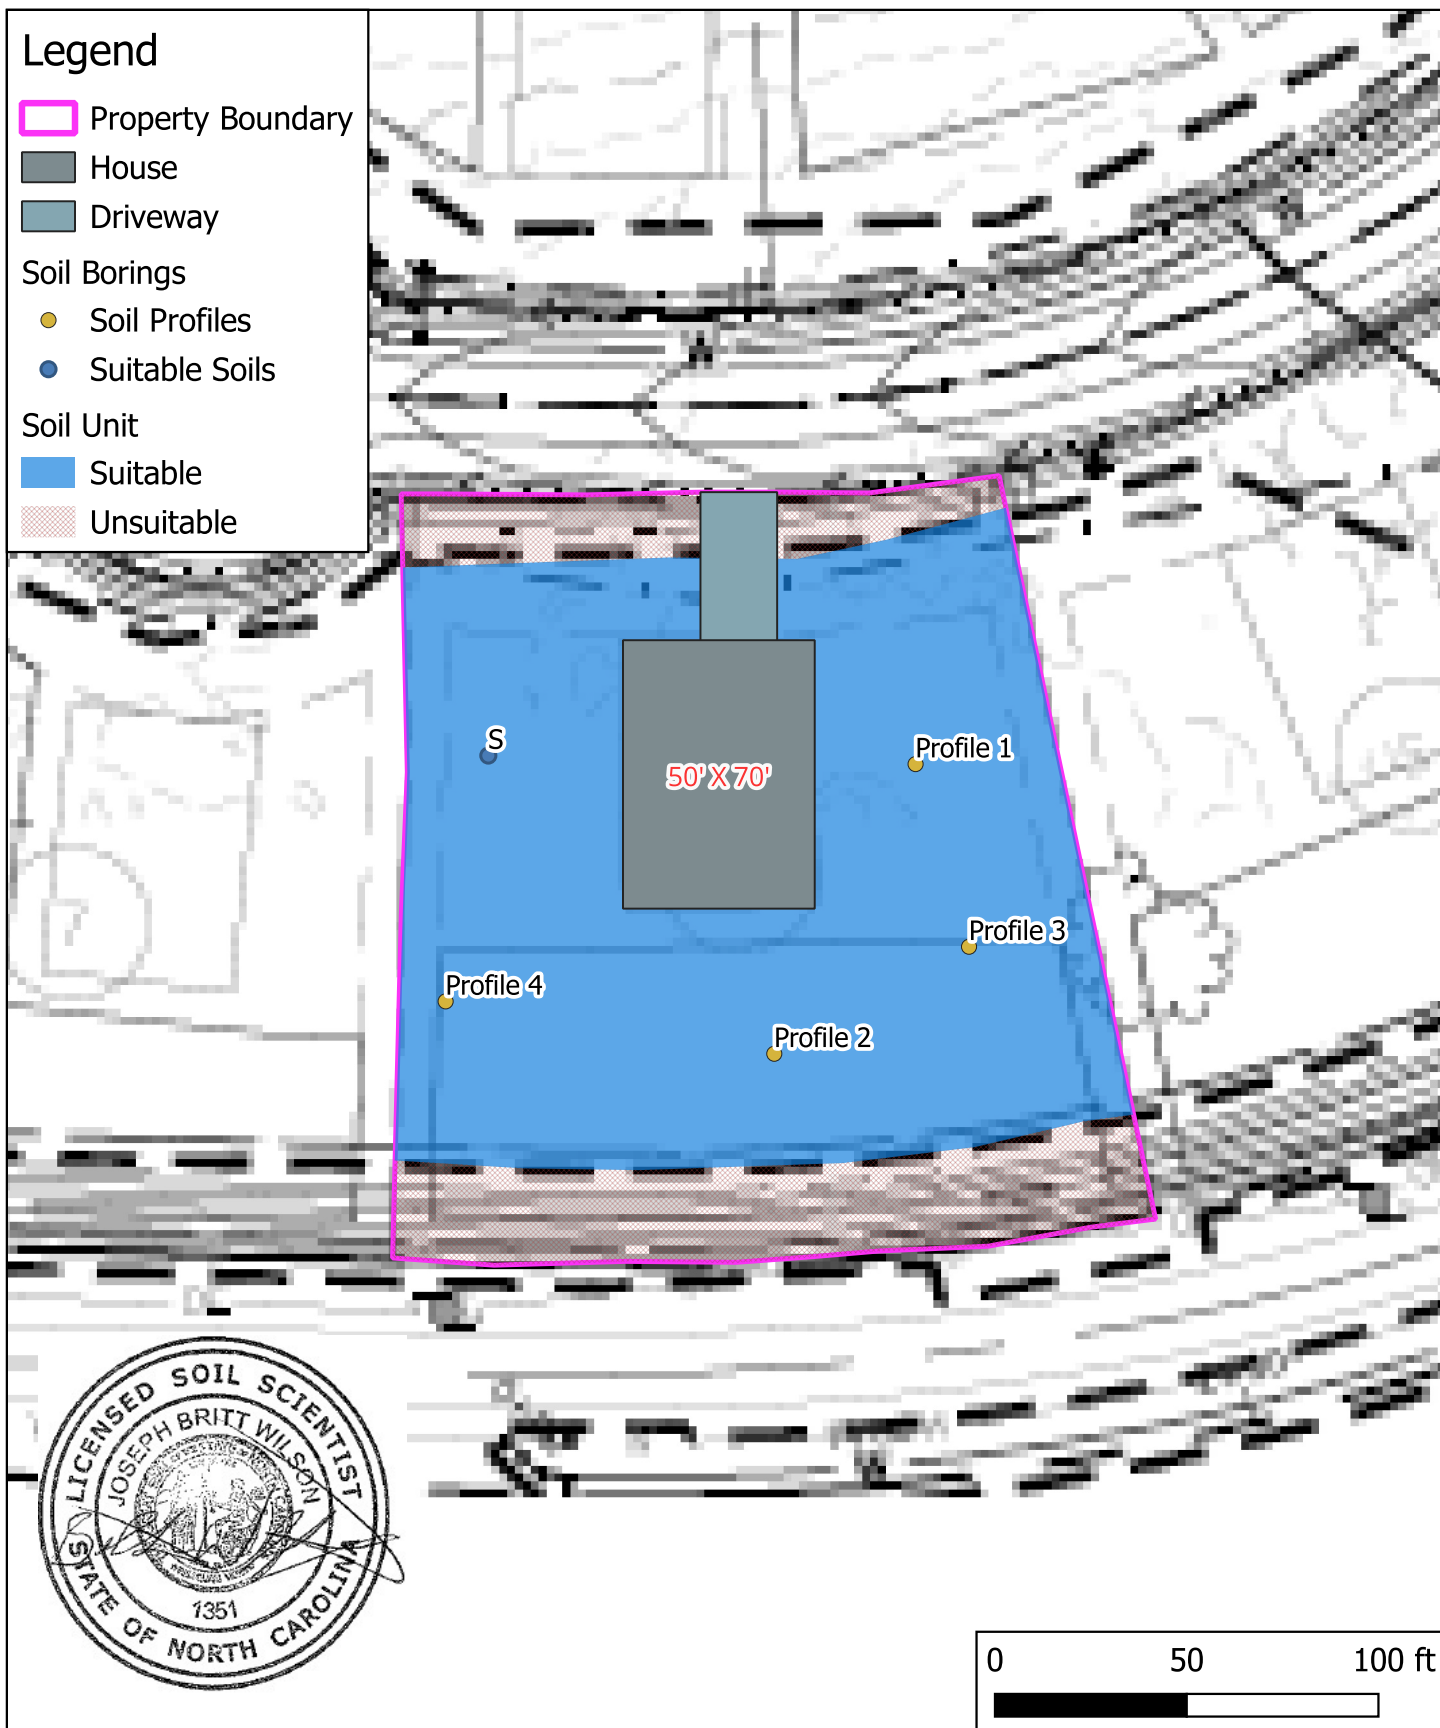 Legend
Property Boundary
House
Driveway
Soil Borings
Soil Profiles
Suitable Soils
Soil Unit
Suitable
Unsuitable
S
Profile 1
50' X 70'
Profile 3
Profile 4
Profile 2
LICENSED SOIL SCIENTIST
JOSEPH BRITT WILSON
1351
STATE OF NORTH CAROLINA
0 50 100 ft